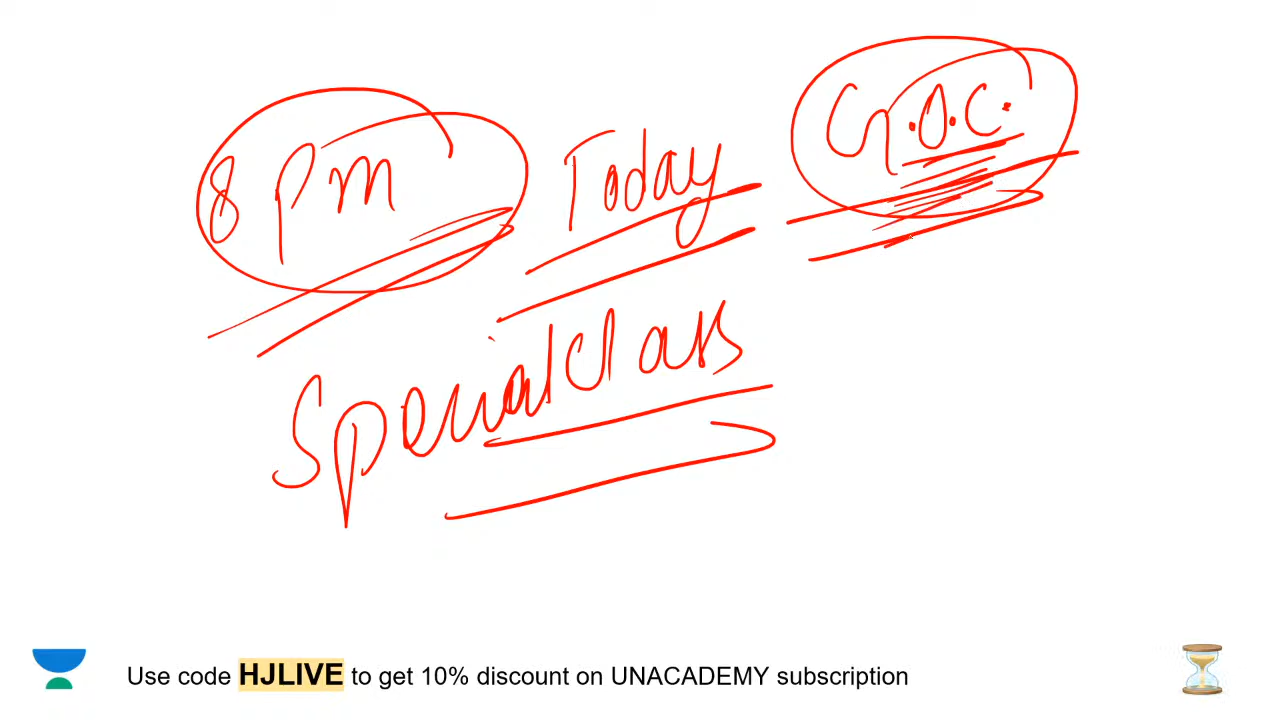 8 Pm Today G.O.C.
Special Class
Use code HJLIVE to get 10% discount on UNACADEMY subscription